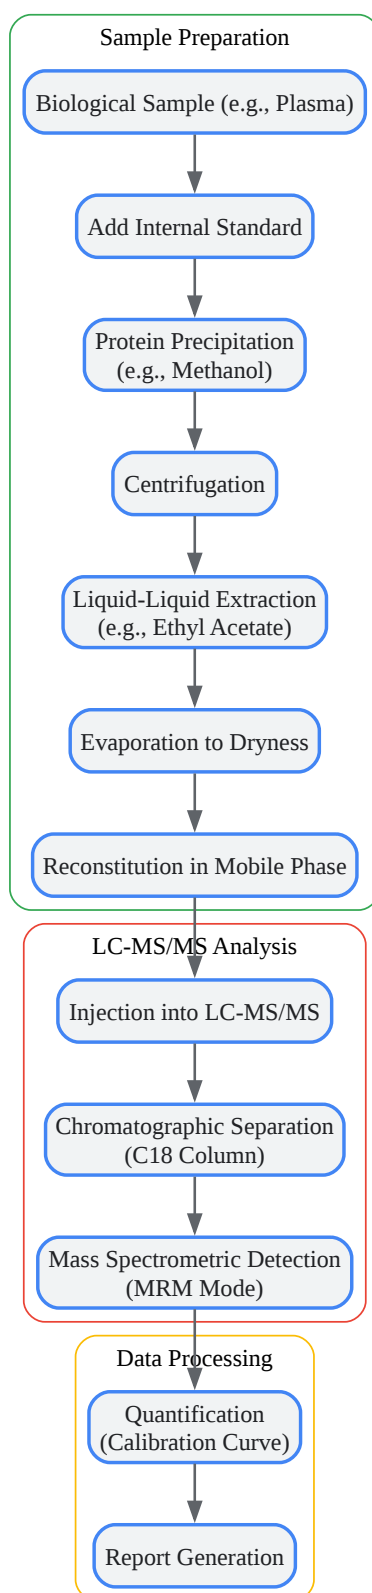 Sample Preparation
Biological Sample (e.g., Plasma)
Add Internal Standard
Protein Precipitation
(e.g., Methanol)
Centrifugation
Liquid-Liquid Extraction
(e.g., Ethyl Acetate)
Evaporation to Dryness
Reconstitution in Mobile Phase
LC-MS/MS Analysis
Injection into LC-MS/MS
Chromatographic Separation
(C18 Column)
Mass Spectrometric Detection
(MRM Mode)
Data Processing
Quantification
(Calibration Curve)
Report Generation